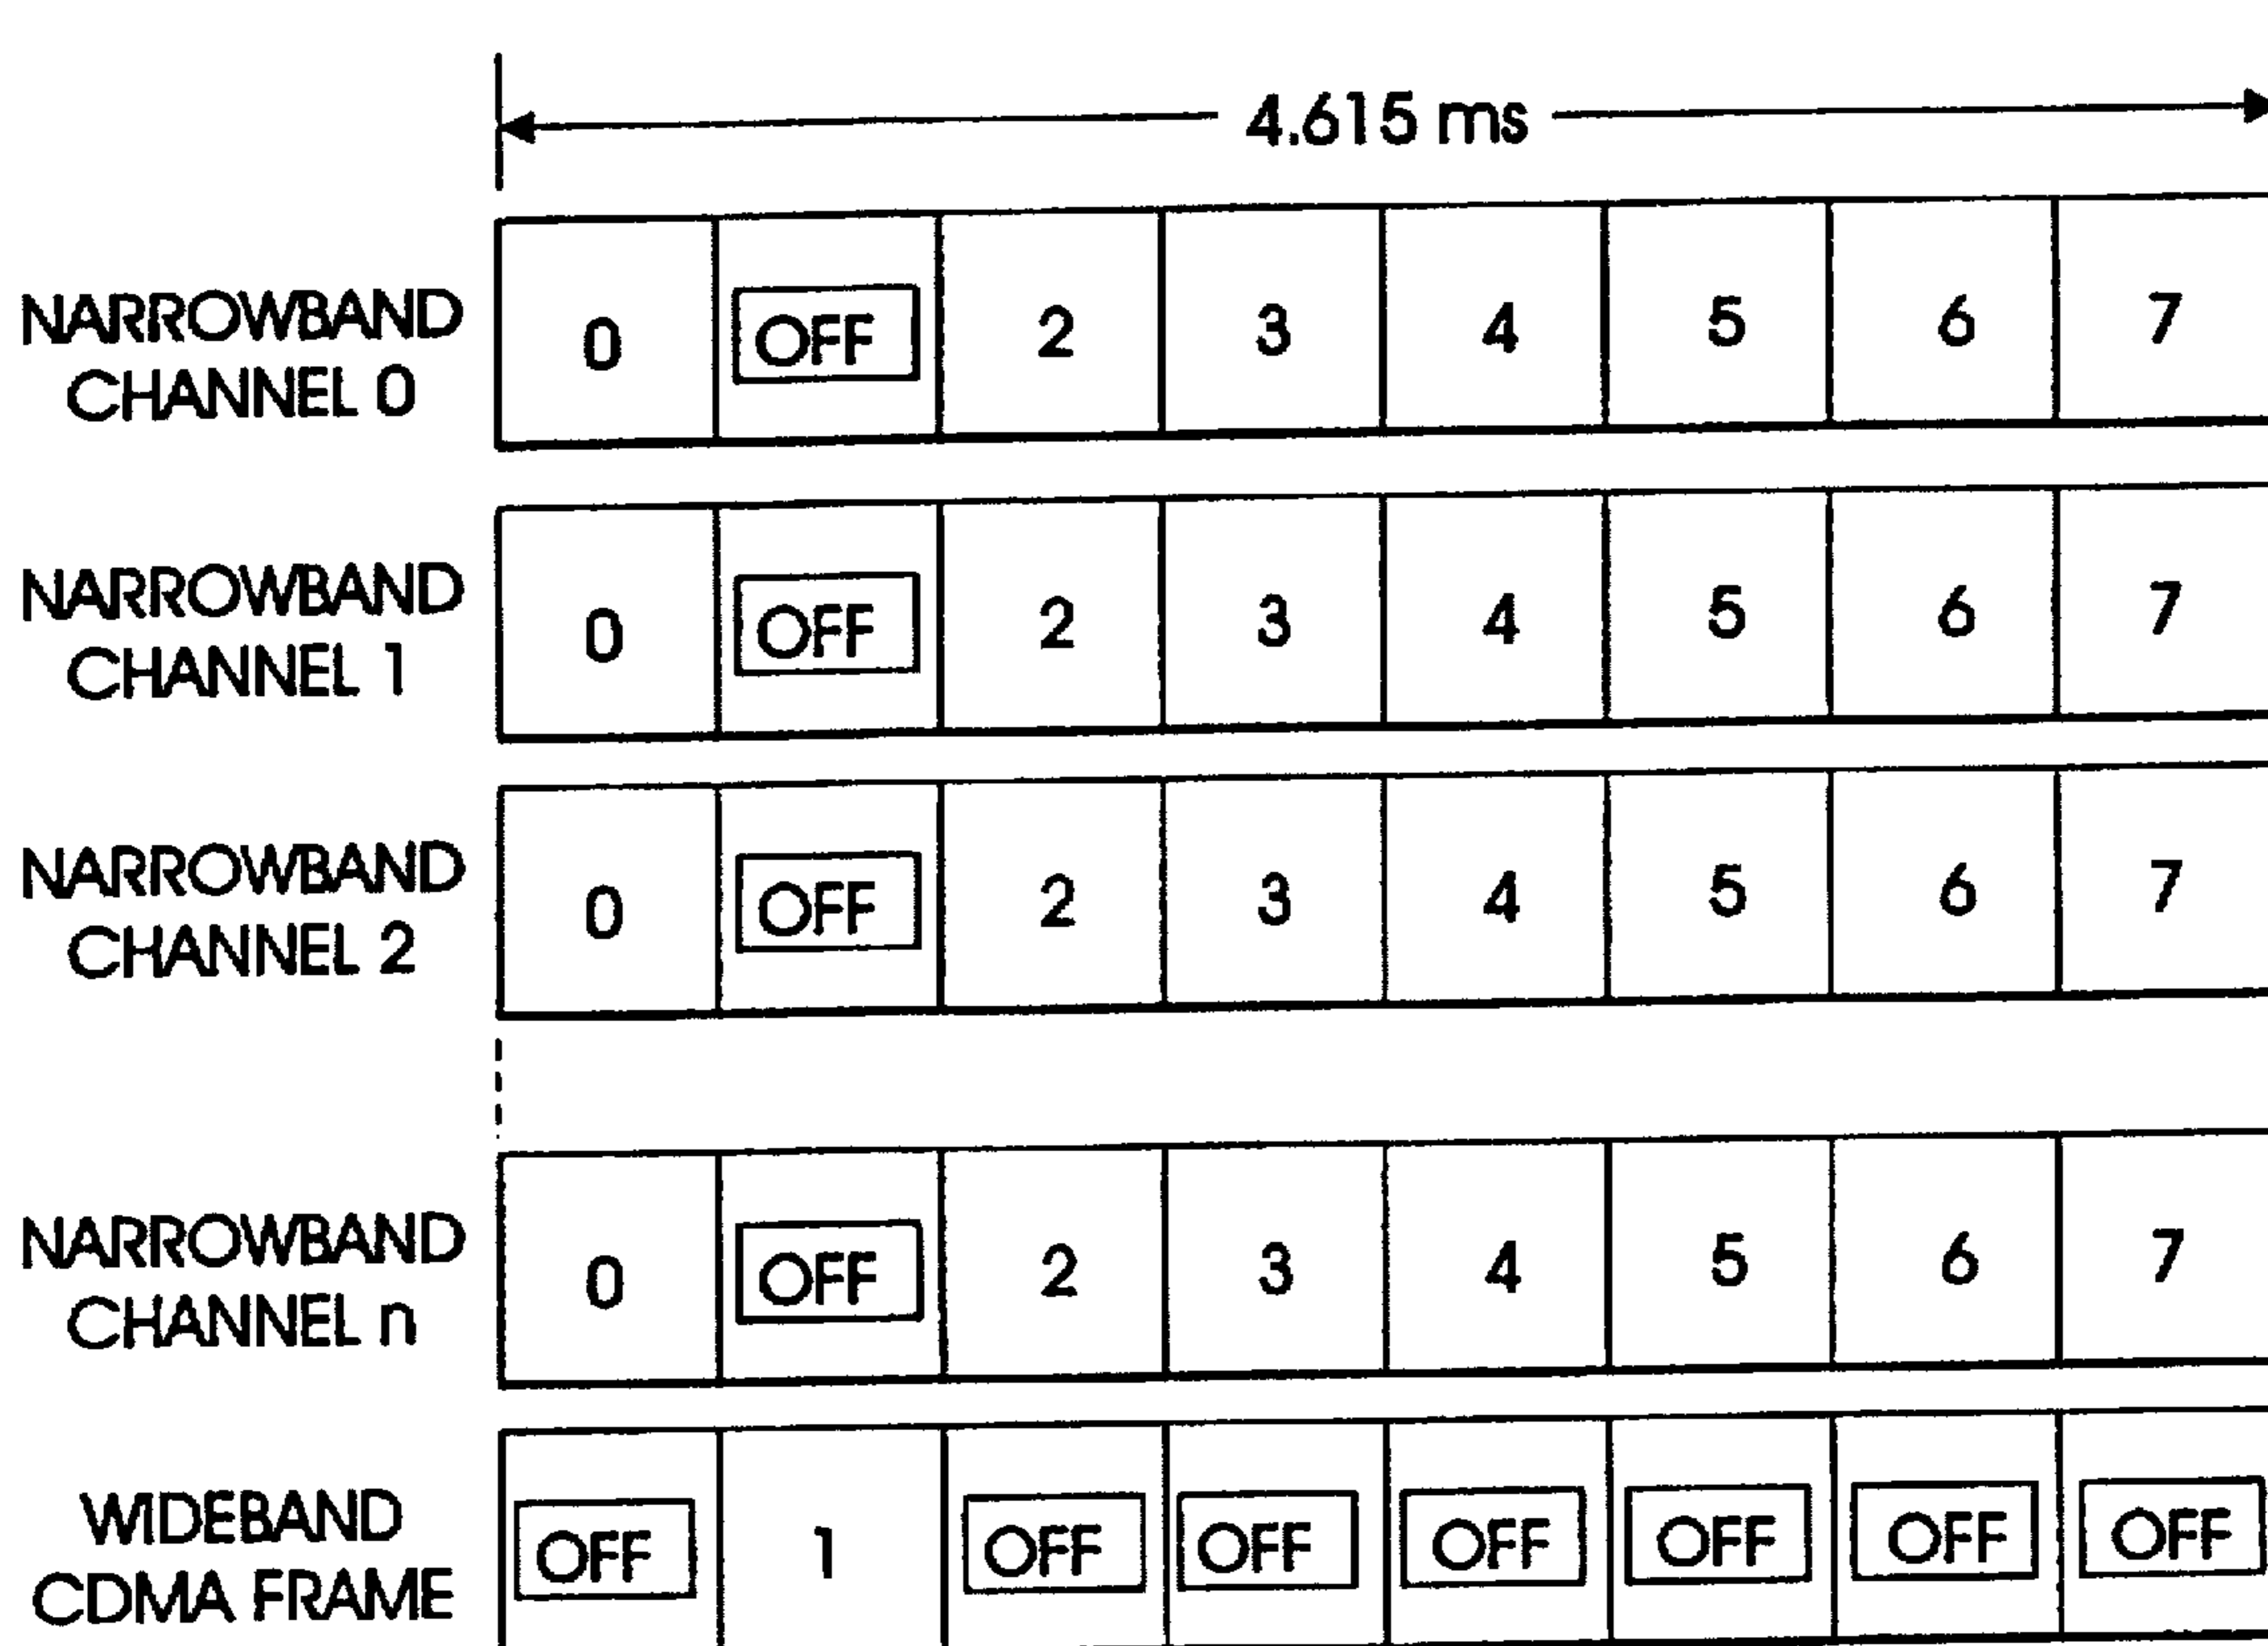 4.615 ms
NARROWBAND
CHANNEL 0
0 OFF 2 3 4 5 6 7
NARROWBAND
CHANNEL 1
0 OFF 2 3 4 5 6 7
NARROWBAND
CHANNEL 2
0 OFF 2 3 4 5 6 7
NARROWBAND
CHANNEL n
0 OFF 2 3 4 5 6 7
WIDEBAND
CDMA FRAME
OFF 1 OFF OFF OFF OFF OFF OFF